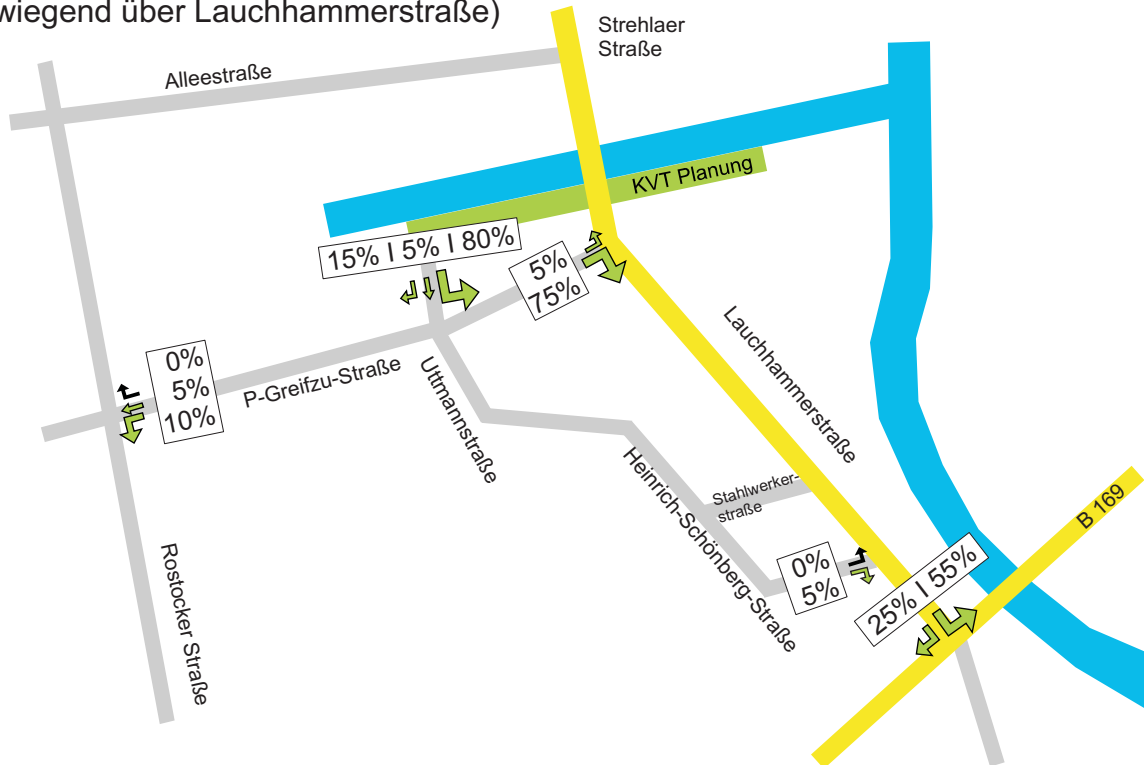 wiegend über Lauchhammerstraße)
Strehlaer
Straße
Alleestraße
KVT Planung
15% I 5% I 80%
5%
75%
Lauchhammerstraße
0%
5%
10%
P-Greifzu-Straße
Uttmannstraße
Heinrich-Schönberg-Straße
Stahlwerker-
straße
B 169
0%
5%
25% I 55%
Rostocker Straße